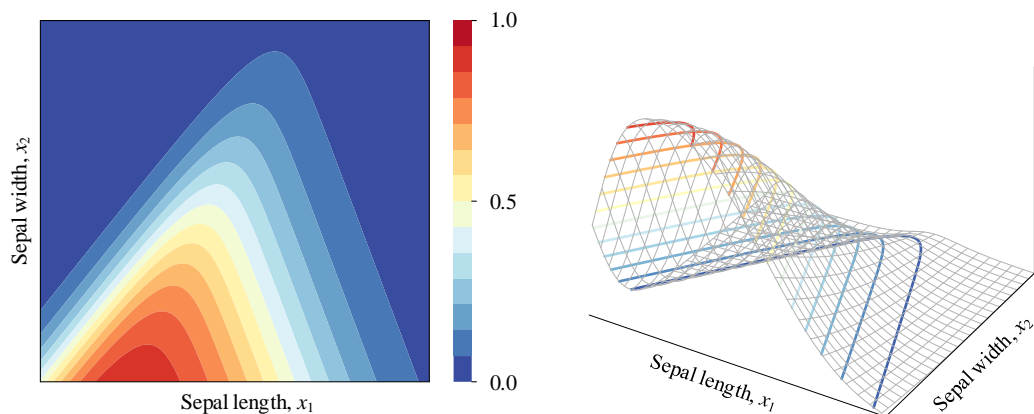 1.0
0.5
0.0
Sepal width, x₂
Sepal length, x₁
Sepal length, x₁
Sepal width, x₂